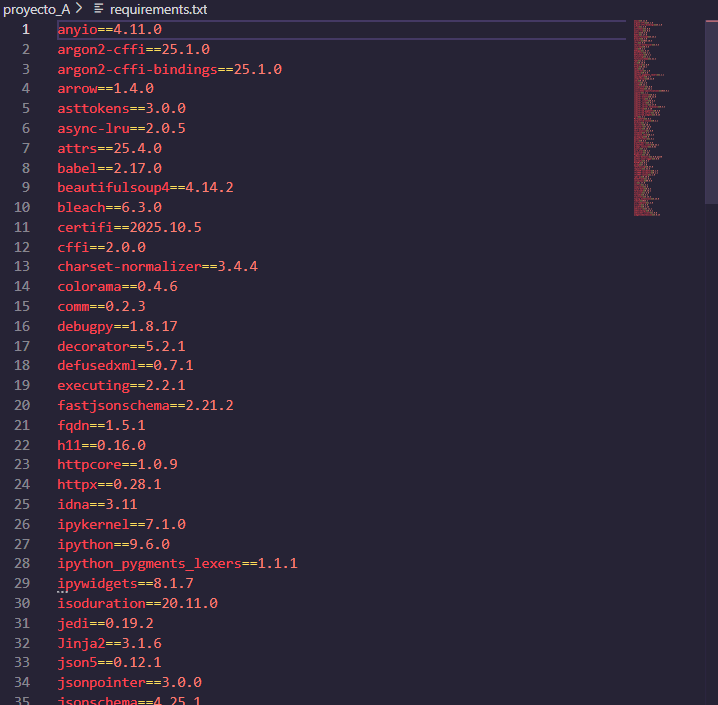 proyecto_A > requirements.txt
1 anyio==4.11.0
2 argon2-cffi==25.1.0
3 argon2-cffi-bindings==25.1.0
4 arrow==1.4.0
5 asttokens==3.0.0
6 async-lru==2.0.5
7 attrs==25.4.0
8 babel==2.17.0
9 beautifulsoup4==4.14.2
10 bleach==6.3.0
11 certifi==2025.10.5
12 cffi==2.0.0
13 charset-normalizer==3.4.4
14 colorama==0.4.6
15 comm==0.2.3
16 debugpy==1.8.17
17 decorator==5.2.1
18 defusedxml==0.7.1
19 executing==2.2.1
20 fastjsonschema==2.21.2
21 fqdn==1.5.1
22 h11==0.16.0
23 httpcore==1.0.9
24 httpx==0.28.1
25 idna==3.11
26 ipykernel==7.1.0
27 ipython==9.6.0
28 ipython_pygments_lexers==1.1.1
29 ipywidgets==8.1.7
30 isoduration==20.11.0
31 jedi==0.19.2
32 Jinja2==3.1.6
33 json5==0.12.1
34 jsonpointer==3.0.0
35 jsonschema==4.25.1